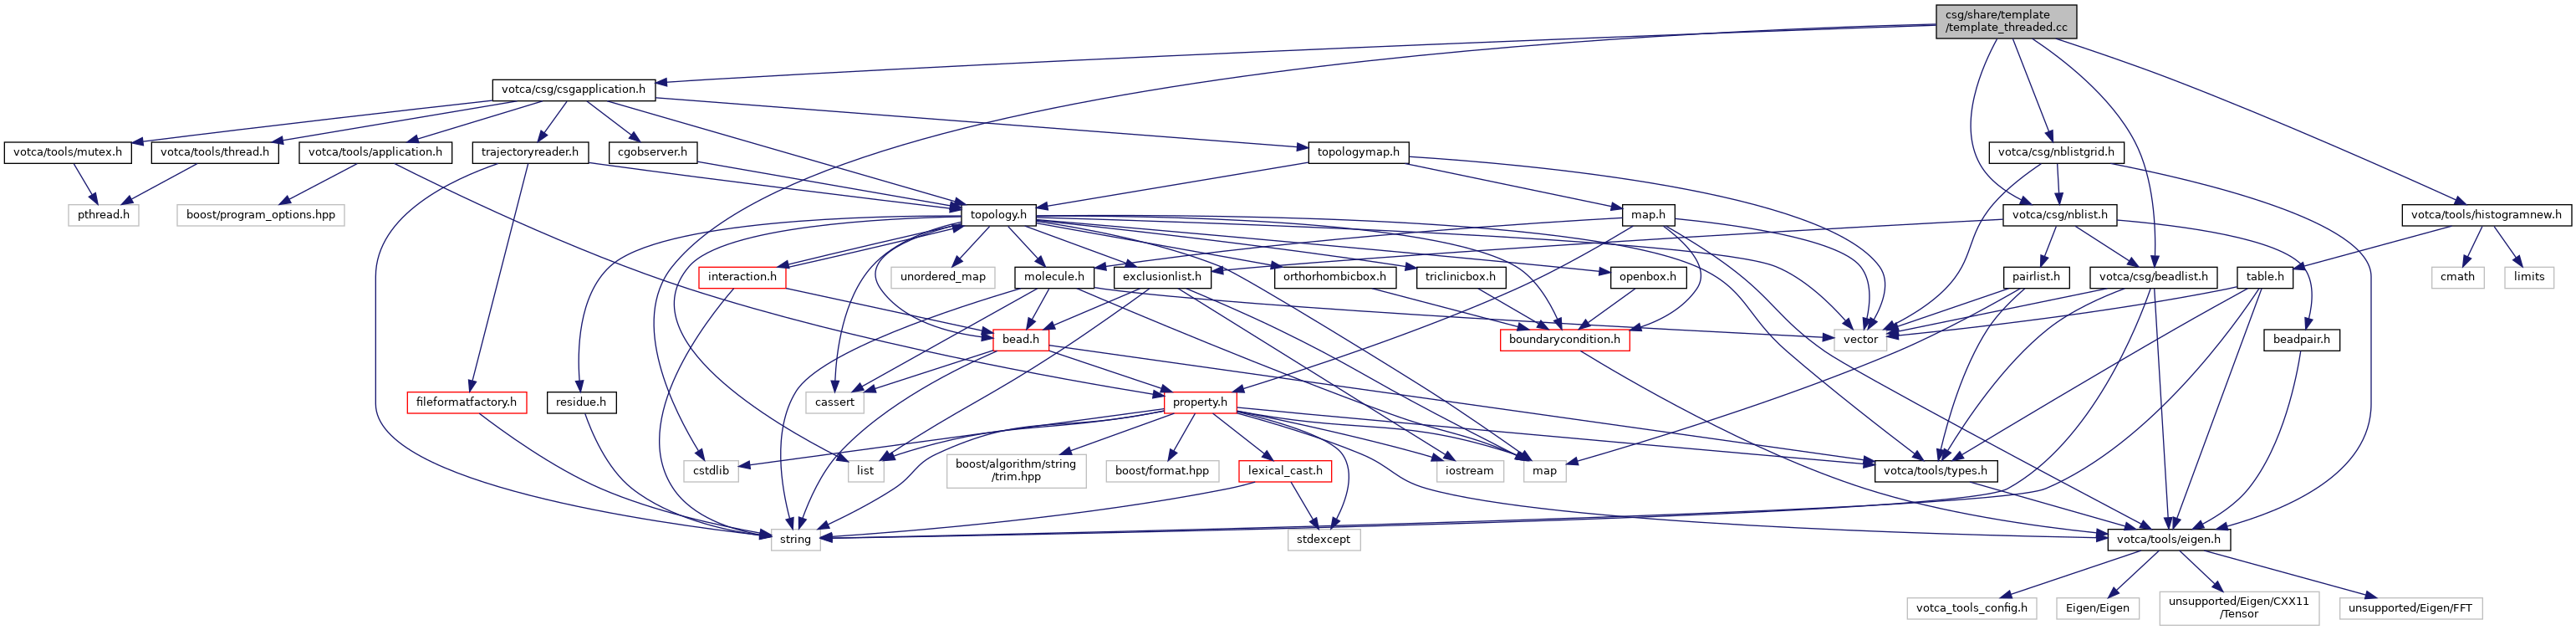 csg/share/template
/template_threaded.cc
votca/csg/csgapplication.h
votca/tools/mutex.h
votca/tools/thread.h
votca/tools/application.h
trajectoryreader.h
cgobserver.h
topologymap.h
votca/csg/nblistgrid.h
pthread.h
boost/program_options.hpp
topology.h
map.h
votca/csg/nblist.h
votca/tools/histogramnew.h
interaction.h
unordered_map
molecule.h
exclusionlist.h
orthorhombicbox.h
triclinicbox.h
openbox.h
pairlist.h
votca/csg/beadlist.h
table.h
cmath
limits
bead.h
boundarycondition.h
vector
beadpair.h
fileformatfactory.h
residue.h
cassert
property.h
cstdlib
list
boost/algorithm/string
/trim.hpp
boost/format.hpp
lexical_cast.h
iostream
map
votca/tools/types.h
string
stdexcept
votca/tools/eigen.h
votca_tools_config.h
Eigen/Eigen
unsupported/Eigen/CXX11
/Tensor
unsupported/Eigen/FFT